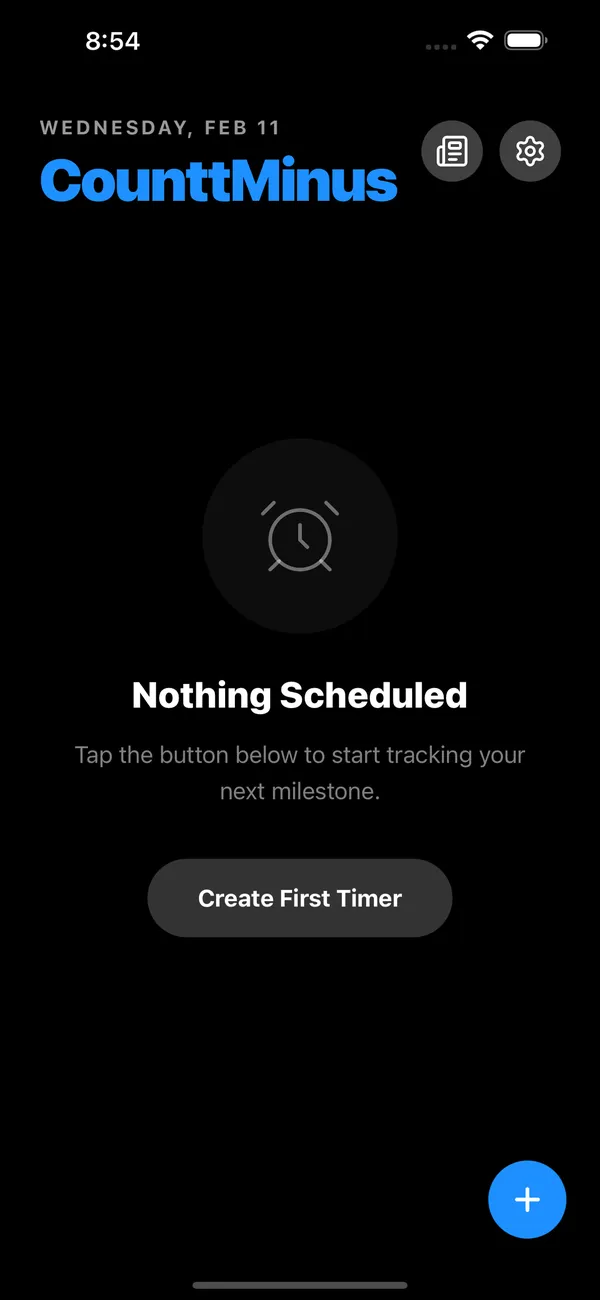 8:54
WEDNESDAY, FEB 11
CounttMinus
Nothing Scheduled
Tap the button below to start tracking your
next milestone.
Create First Timer